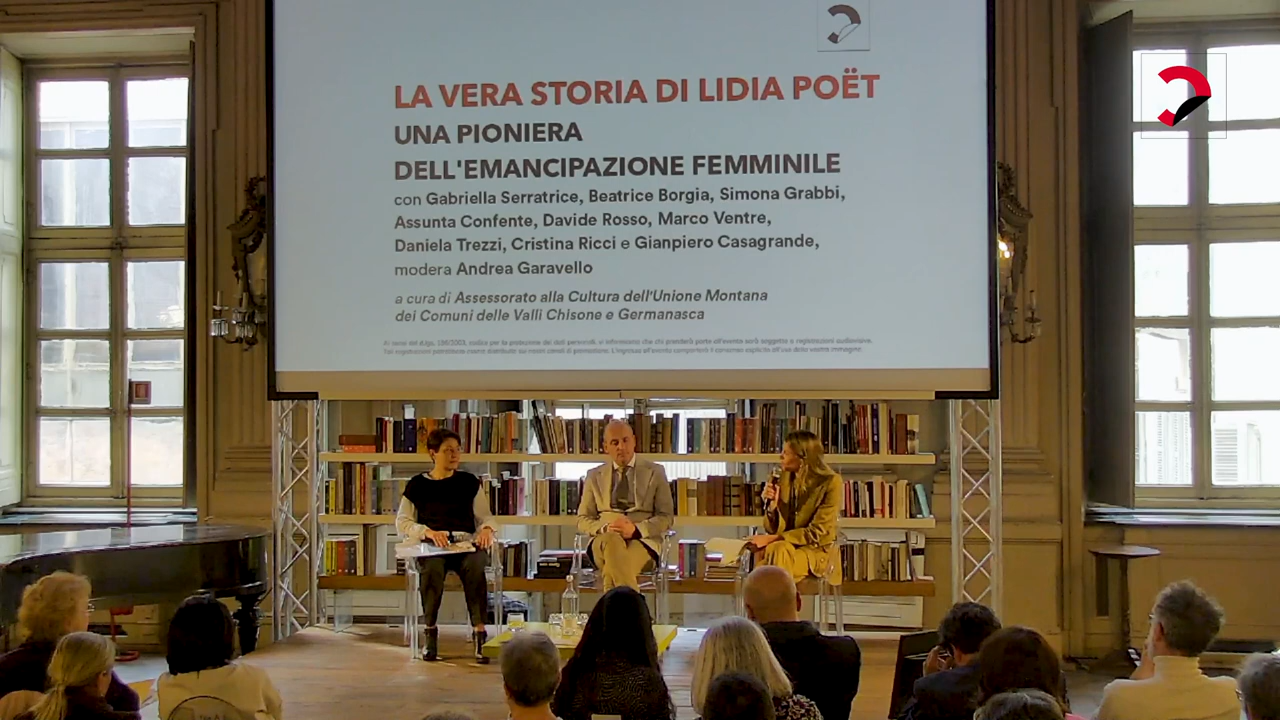 LA VERA STORIA DI LIDIA POËT
UNA PIONIERA
DELL'EMANCIPAZIONE FEMMINILE
con Gabriella Serratrice, Beatrice Borgia, Simona Grabbi,
Assunta Confente, Davide Rosso, Marco Ventre,
Daniela Trezzi, Cristina Ricci e Gianpiero Casagrande,
modera Andrea Garavello
a cura di Assessorato alla Cultura dell'Unione Montana
dei Comuni delle Valli Chisone e Germanasca